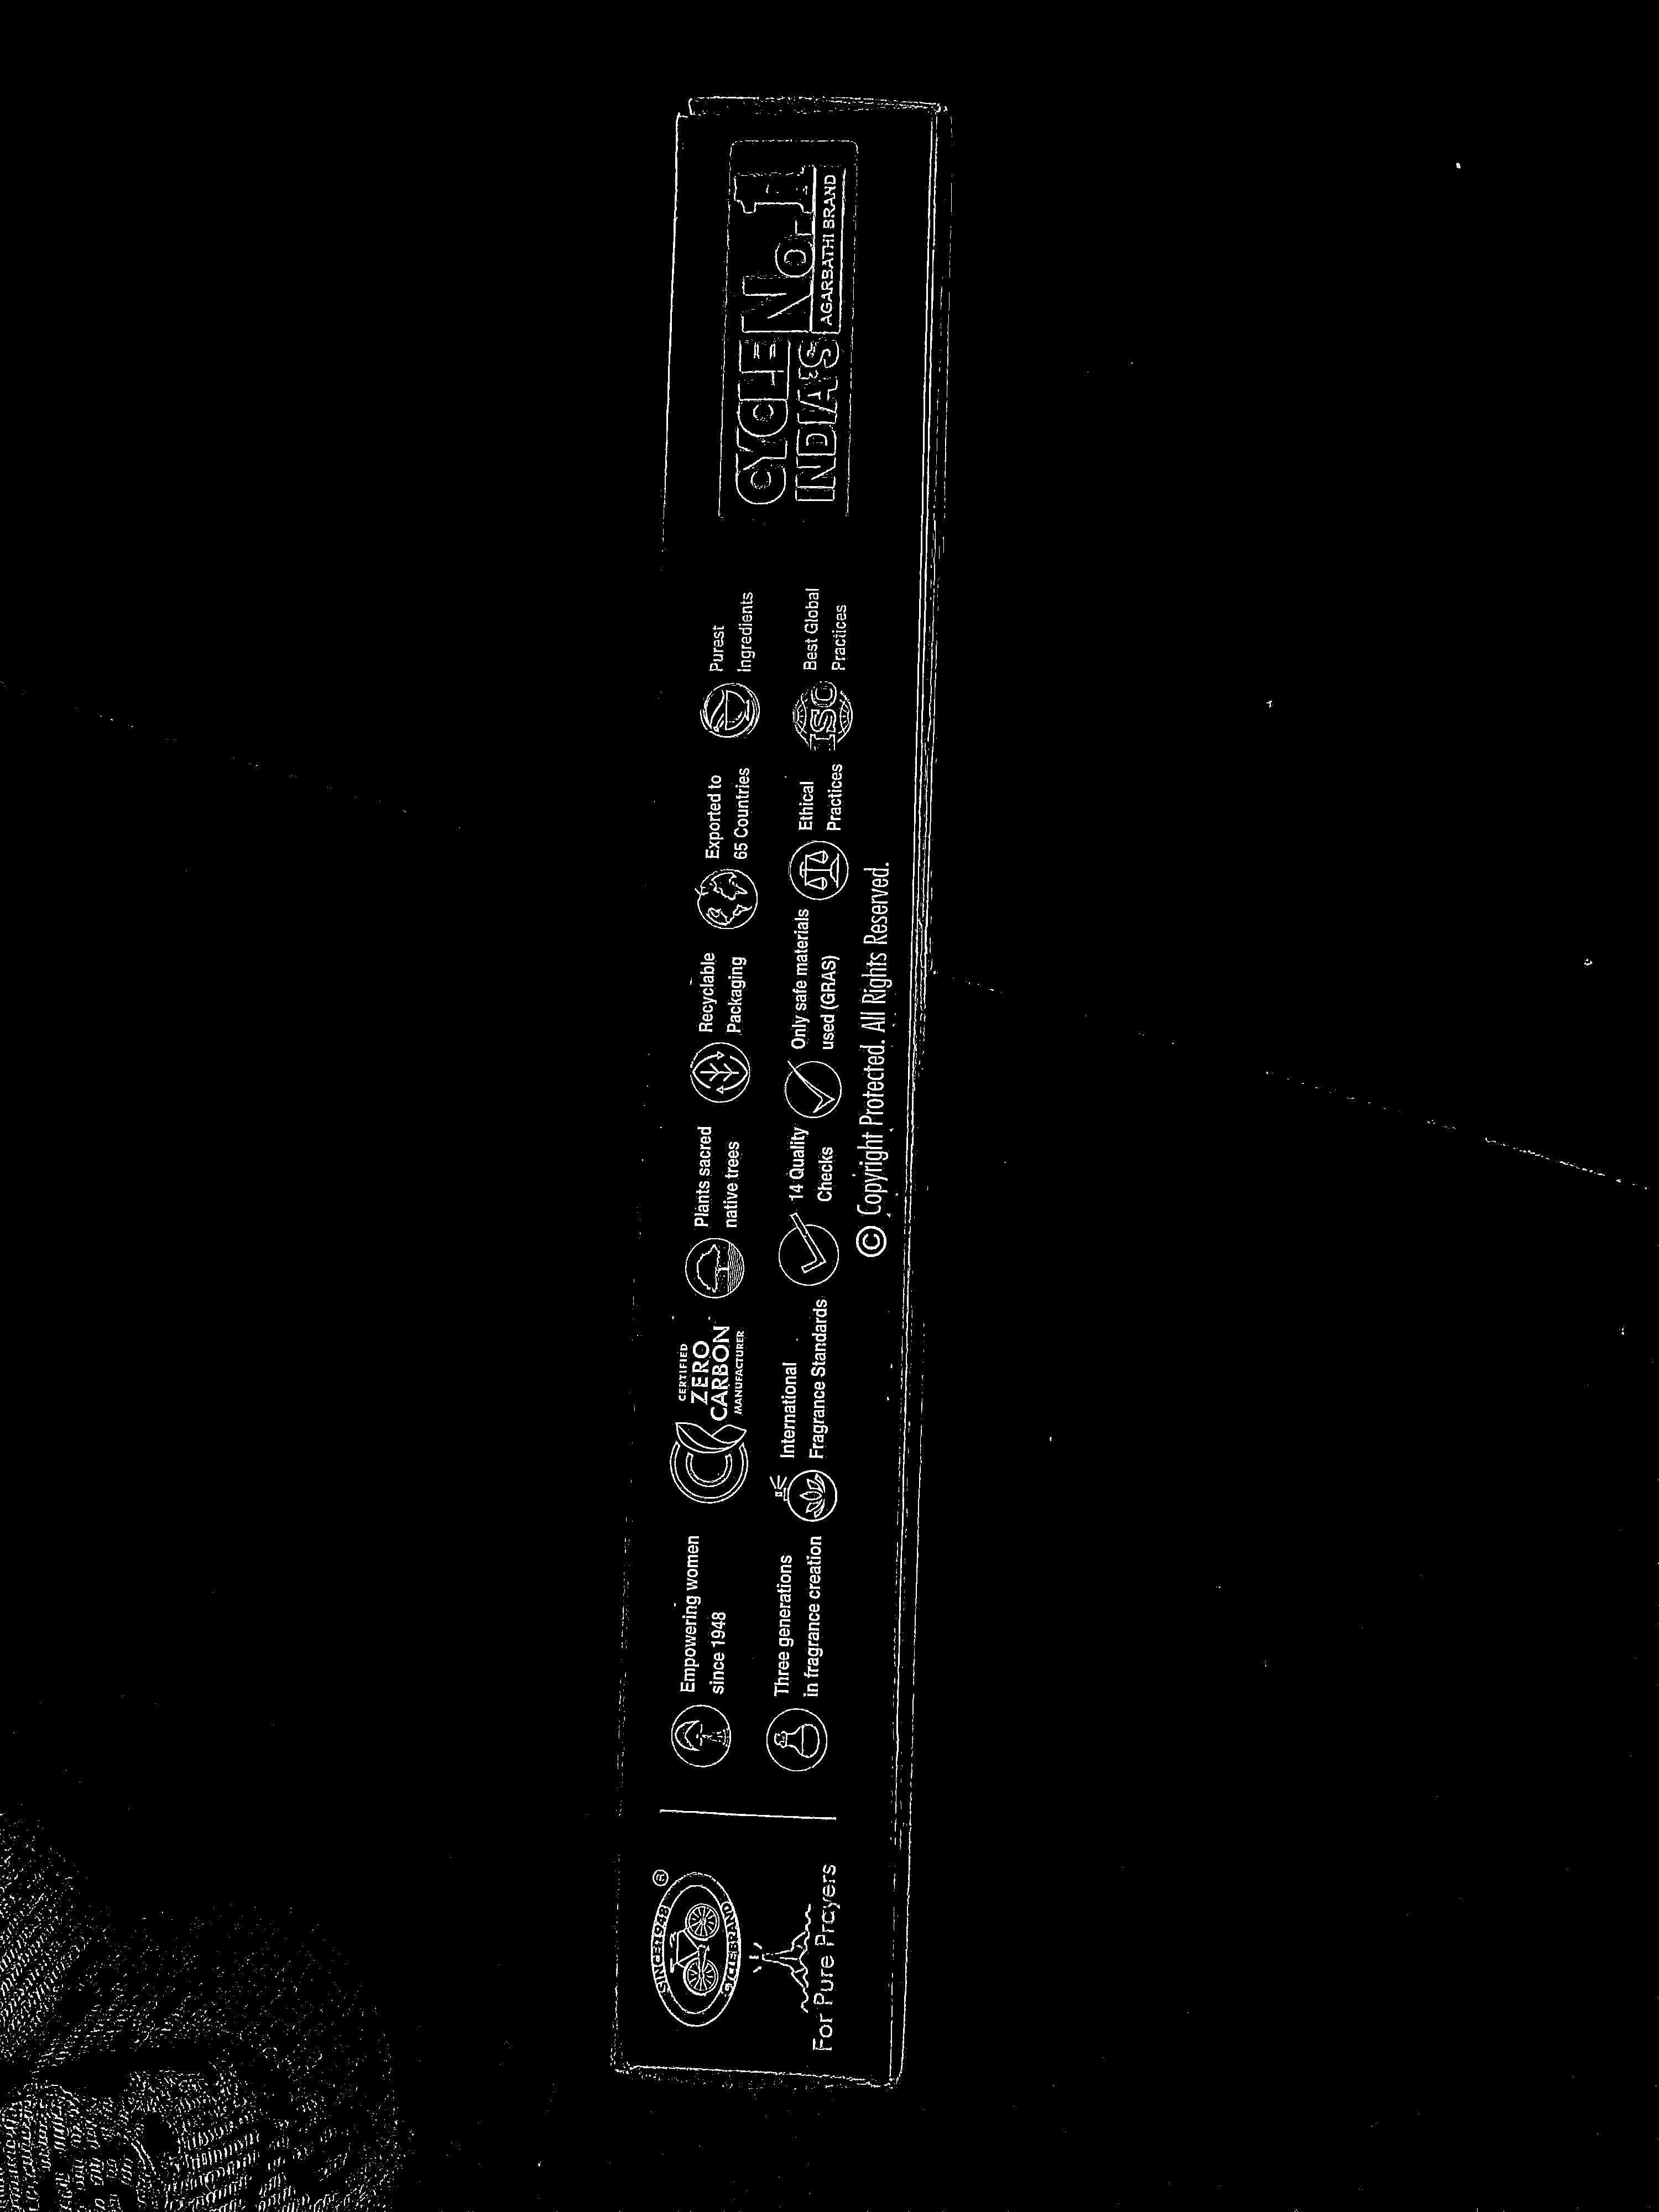 SINCE 1948
®
CYCLE BRAND
For Pure Prayers
Empowering women
since 1948
CERTIFIED
ZERO
CARBON
MANUFACTURER
Plants sacred
native trees
Recyclable
Packaging
Exported to
65 Countries
Purest
Ingredients
Three generations
in fragrance creation
International
Fragrance Standards
14 Quality
Checks
Only safe materials
used (GRAS)
Ethical
Practices
ISO
Best Global
Practices
© Copyright Protected. All Rights Reserved.
CYCLE No.1
INDIA'S AGARBATHI BRAND